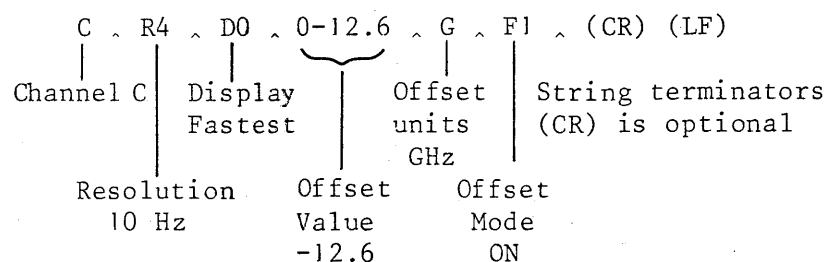 C ^ R4 ^ D0 ^ 0-12.6 ^ G ^ F1 ^ (CR) (LF)
Channel C Display Offset String terminators
Fastest units (CR) is optional
GHz
Resolution Offset Offset
10 Hz Value Mode
-12.6 ON